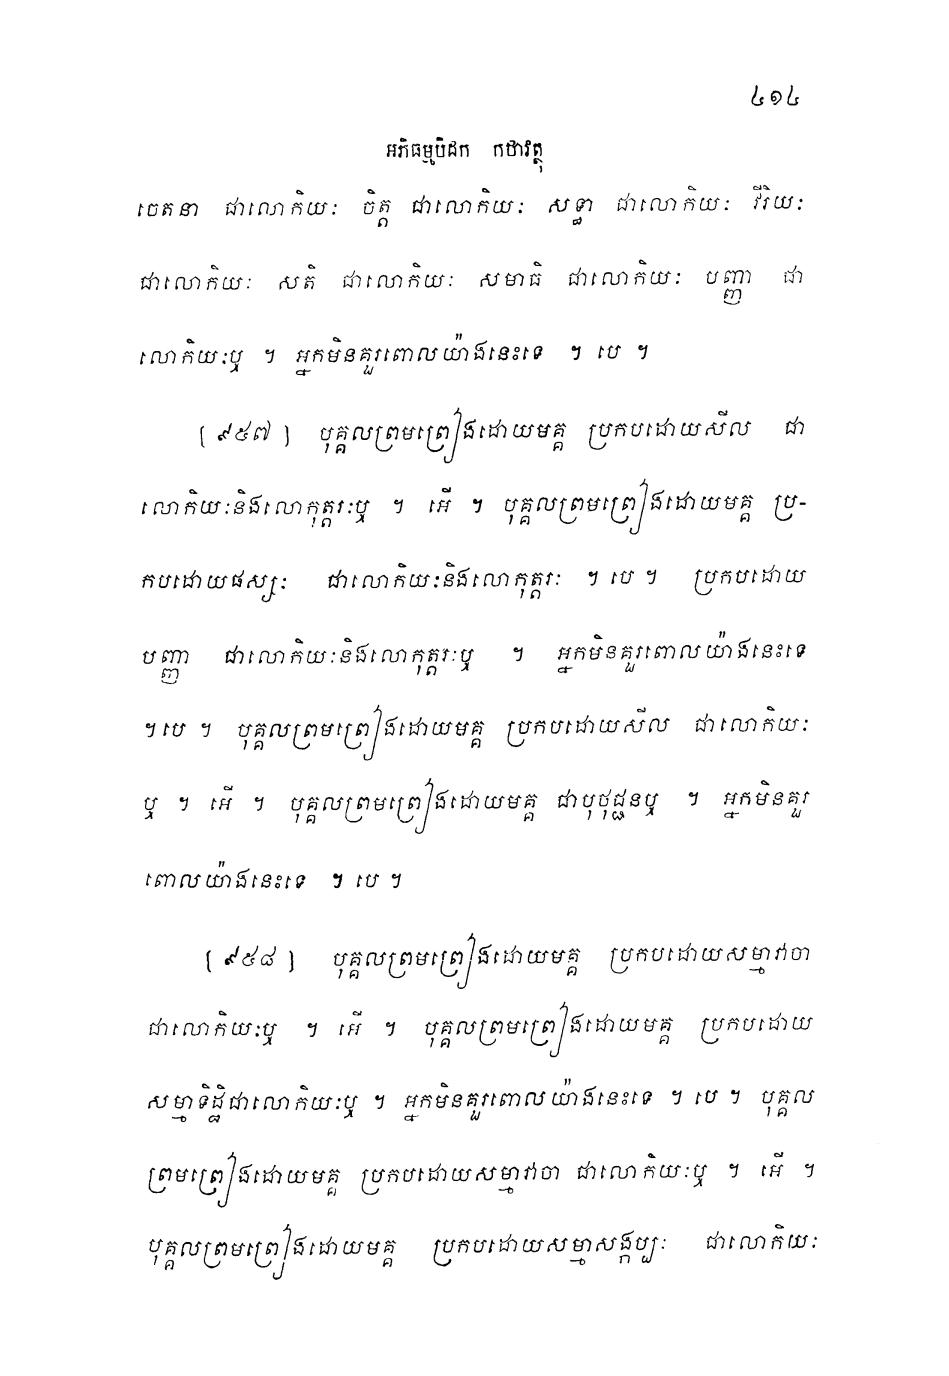 ៤១៤
អភិធម្មបិដក កថាវត្ថុ
ចេតនា ជាលោកិយៈ ចិត្ត ជាលោកិយៈ សទ្ធា ជាលោកិយៈ វីរិយៈ
ជាលោកិយៈ សតិ ជាលោកិយៈ សមាធិ ជាលោកិយៈ បញ្ញា ជា
លោកិយៈឬ ។ អ្នកមិនគួរពោលយ៉ាងនេះទេ ។ បេ ។
[ ៩៥៧ ] បុគ្គលព្រមព្រៀងដោយមគ្គ ប្រកបដោយសីល ជា
លោកិយៈនិងលោកុត្តរៈឬ ។ អើ ។ បុគ្គលព្រមព្រៀងដោយមគ្គ ប្រ-
កបដោយផស្សៈ ជាលោកិយៈនិងលោកុត្តរៈ ។ បេ ។ ប្រកបដោយ
បញ្ញា ជាលោកិយៈនិងលោកុត្តរៈឬ ។ អ្នកមិនគួរពោលយ៉ាងនេះទេ
។ បេ ។ បុគ្គលព្រមព្រៀងដោយមគ្គ ប្រកបដោយសីល ជាលោកិយៈ
ឬ ។ អើ ។ បុគ្គលព្រមព្រៀងដោយមគ្គ ជាបុថុជ្ជនឬ ។ អ្នកមិនគួរ
ពោលយ៉ាងនេះទេ ។ បេ ។
[ ៩៥៨ ] បុគ្គលព្រមព្រៀងដោយមគ្គ ប្រកបដោយសម្មាវាចា
ជាលោកិយៈឬ ។ អើ ។ បុគ្គលព្រមព្រៀងដោយមគ្គ ប្រកបដោយ
សម្មាទិដ្ឋិជាលោកិយៈឬ ។ អ្នកមិនគួរពោលយ៉ាងនេះទេ ។ បេ ។ បុគ្គល
ព្រមព្រៀងដោយមគ្គ ប្រកបដោយសម្មាវាចា ជាលោកិយៈឬ ។ អើ ។
បុគ្គលព្រមព្រៀងដោយមគ្គ ប្រកបដោយសម្មាសង្កប្បៈ ជាលោកិយៈ